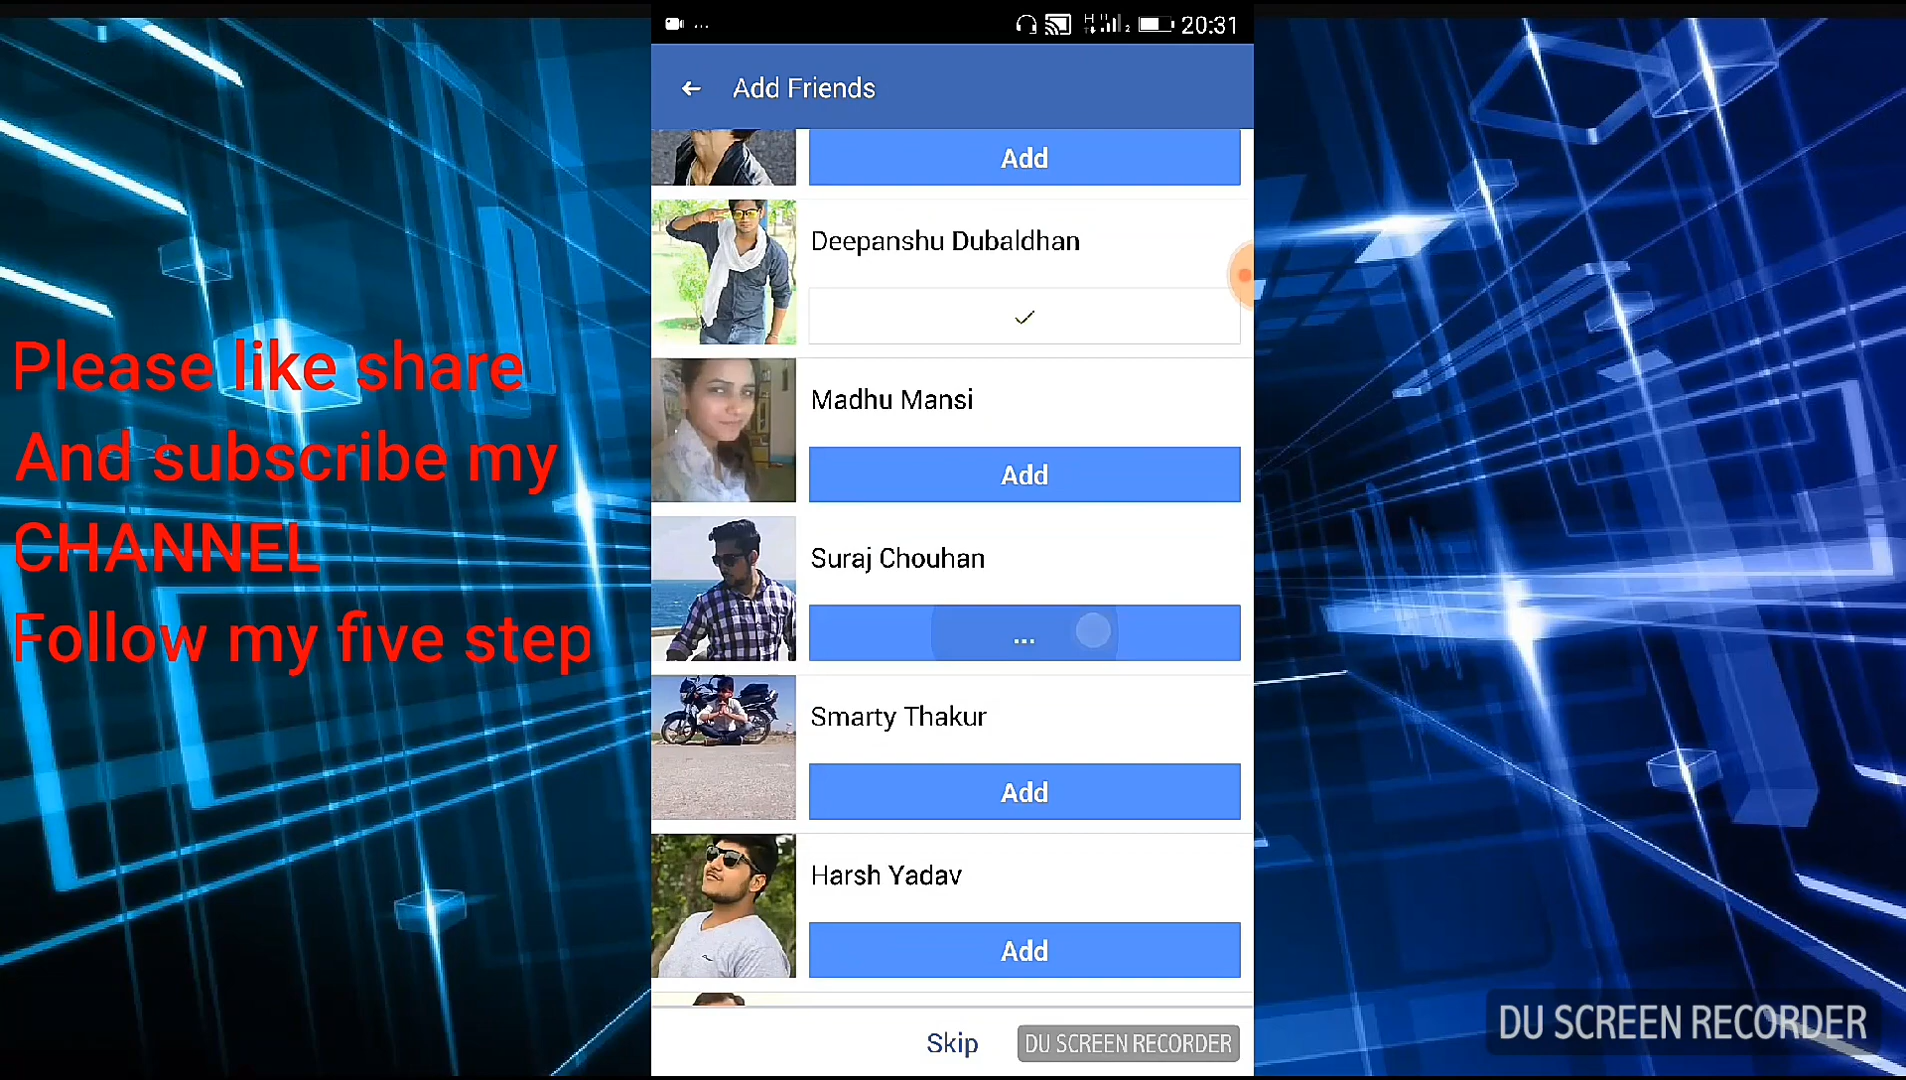 20:31
Add Friends
Add
Deepanshu Dubaldhan
Madhu Mansi
Add
Suraj Chouhan
...
Smarty Thakur
Add
Harsh Yadav
Add
Skip
DU SCREEN RECORDER
Please like share
And subscribe my
CHANNEL
Follow my five step
DU SCREEN RECORDER